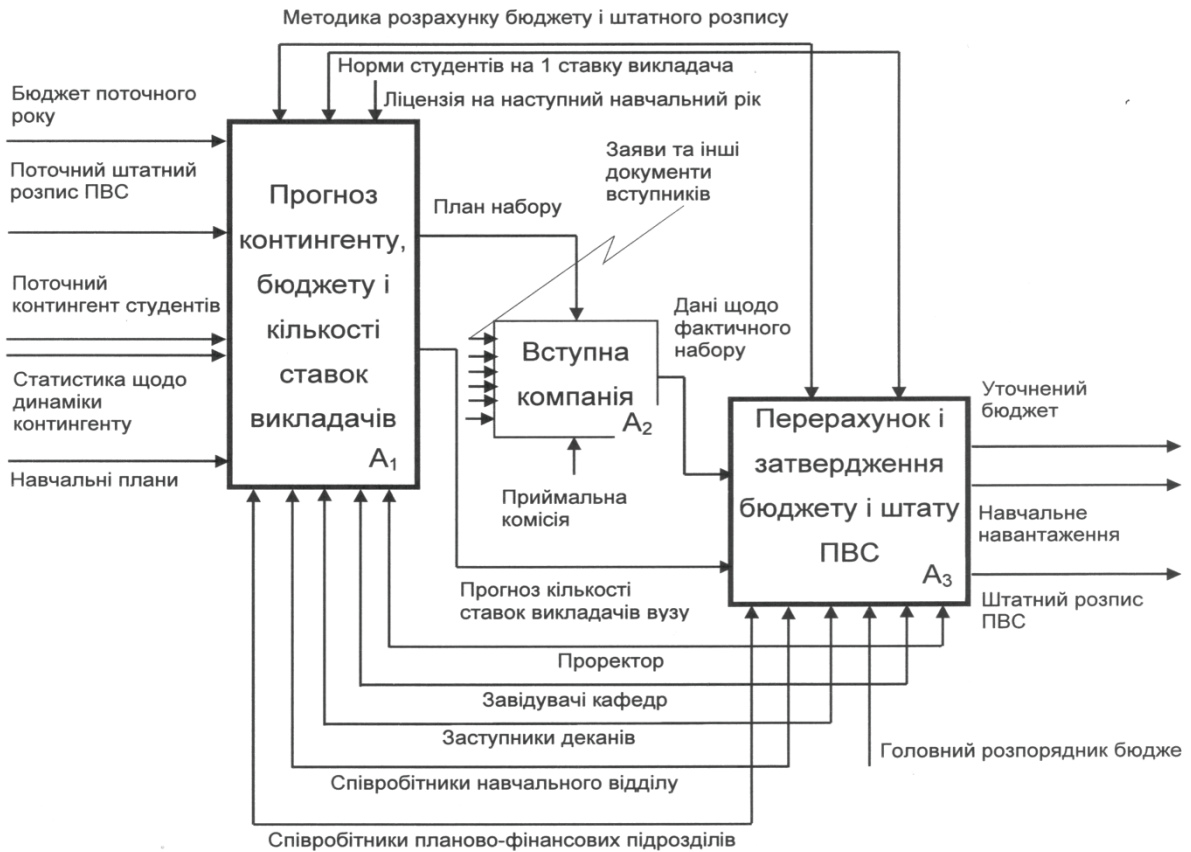 Методика розрахунку бюджету і штатного розпису
Норми студентів на 1 ставку викладача
Ліцензія на наступний навчальний рік
Бюджет поточного
року
Поточний штатний
розпис ПВС
Поточний
контингент студентів
Статистика щодо
динаміки
контингенту
Навчальні плани
Прогноз
контингенту,
бюджету і
кількості
ставок
викладачів
А1
План набору
Заяви та інші
документи
вступників
Вступна
компанія
А2
Приймальна
комісія
Дані щодо
фактичного
набору
Прогноз кількості
ставок викладачів вузу
Перерахунок і
затвердження
бюджету і штату
ПВС
А3
Уточнений
бюджет
Навчальне
навантаження
Штатний розпис
ПВС
Проректор
Завідувачі кафедр
Заступники деканів
Співробітники навчального відділу
Співробітники планово-фінансових підрозділів
Головний розпорядник бюдже